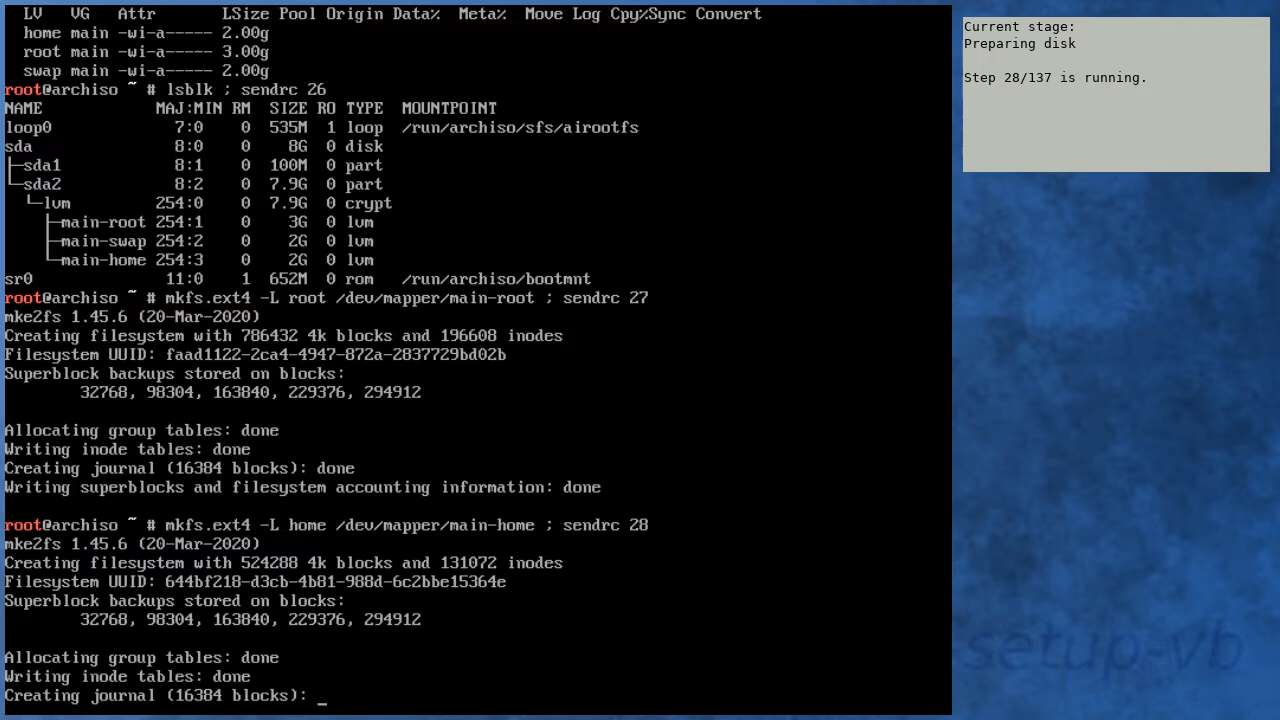 LV   VG   Attr       LSize Pool Origin Data%  Meta%  Move Log Cpy%Sync Convert
home main -wi-a----- 2.00g
root main -wi-a----- 3.00g
swap main -wi-a----- 2.00g
root@archiso ~ # lsblk ; sendrc 26
NAME            MAJ:MIN RM  SIZE RO TYPE  MOUNTPOINT
loop0             7:0    0  535M  1 loop  /run/archiso/sfs/airootfs
sda               8:0    0    8G  0 disk
├─sda1            8:1    0  100M  0 part
└─sda2            8:2    0  7.9G  0 part
  └─lvm         254:0    0  7.9G  0 crypt
    ├─main-root 254:1    0    3G  0 lvm
    ├─main-swap 254:2    0    2G  0 lvm
    └─main-home 254:3    0    2G  0 lvm
sr0              11:0    1  652M  0 rom   /run/archiso/bootmnt
root@archiso ~ # mkfs.ext4 -L root /dev/mapper/main-root ; sendrc 27
mke2fs 1.45.6 (20-Mar-2020)
Creating filesystem with 786432 4k blocks and 196608 inodes
Filesystem UUID: faad1122-2ca4-4947-872a-2837729bd02b
Superblock backups stored on blocks:
        32768, 98304, 163840, 229376, 294912
Allocating group tables: done
Writing inode tables: done
Creating journal (16384 blocks): done
Writing superblocks and filesystem accounting information: done
root@archiso ~ # mkfs.ext4 -L home /dev/mapper/main-home ; sendrc 28
mke2fs 1.45.6 (20-Mar-2020)
Creating filesystem with 524288 4k blocks and 131072 inodes
Filesystem UUID: 644bf218-d3cb-4b81-988d-6c2bbe15364e
Superblock backups stored on blocks:
        32768, 98304, 163840, 229376, 294912
Allocating group tables: done
Writing inode tables: done
Creating journal (16384 blocks): _
Current stage:
Preparing disk
Step 28/137 is running.
setup-vb